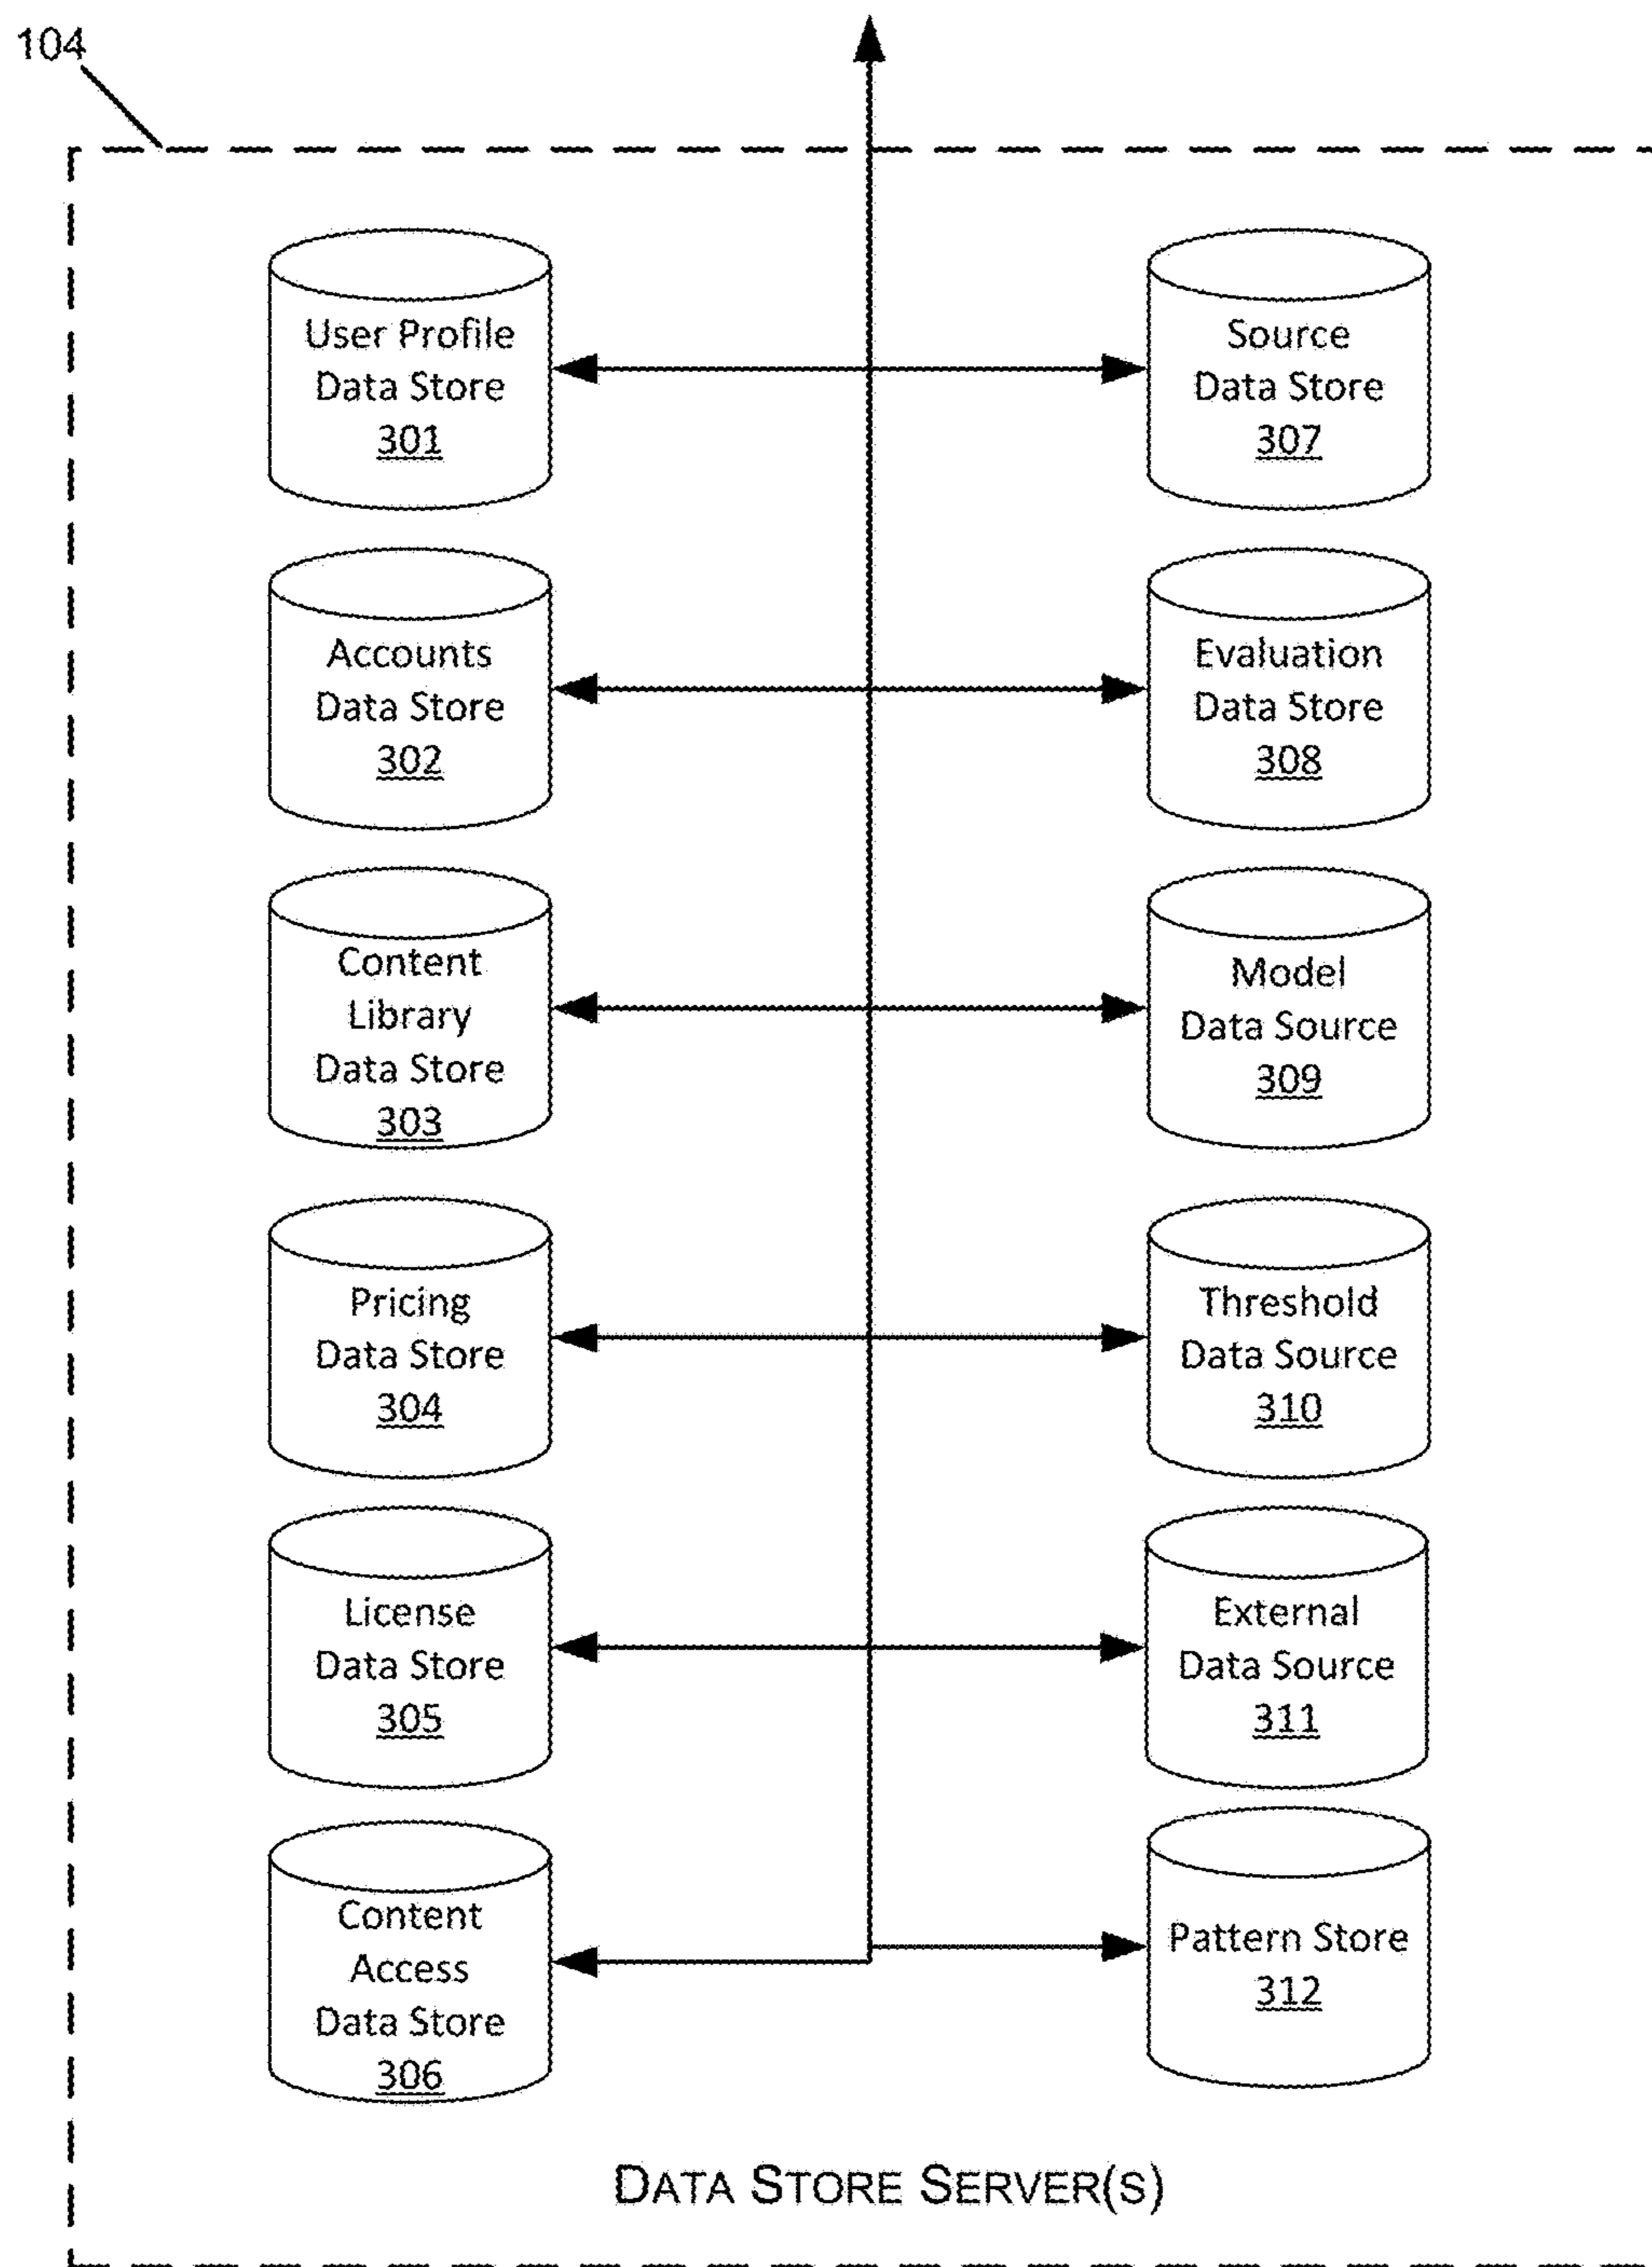 104
User Profile
Data Store
301
Source
Data Store
307
Accounts
Data Store
302
Evaluation
Data Store
308
Content
Library
Data Store
303
Model
Data Source
309
Pricing
Data Store
304
Threshold
Data Source
310
License
Data Store
305
External
Data Source
311
Content
Access
Data Store
306
Pattern Store
312
DATA STORE SERVER(S)